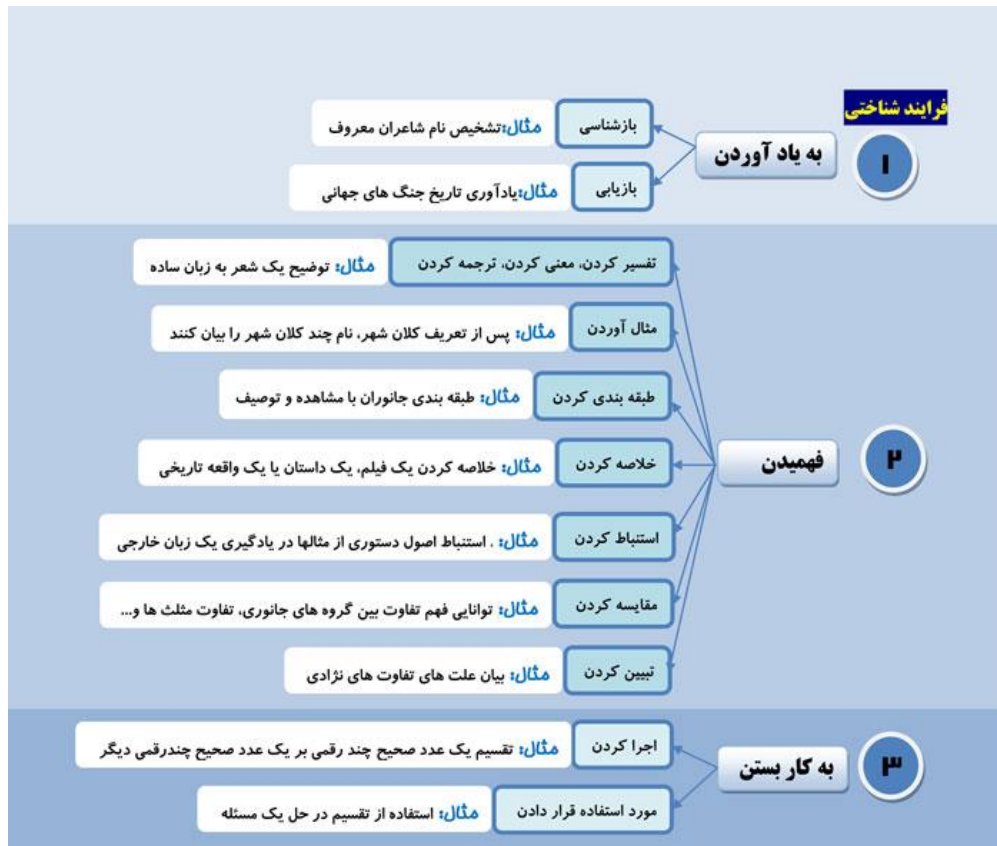 فرایند شناختی
۱
به یاد آوردن
بازشناسی
مثال:تشخیص نام شاعران معروف
بازیابی
مثال:یادآوری تاریخ جنگ های جهانی
۲
فهمیدن
تفسیر کردن، معنی کردن، ترجمه کردن
مثال: توضیح یک شعر به زبان ساده
مثال آوردن
مثال: پس از تعریف کلان شهر، نام چند کلان شهر را بیان کنند
طبقه بندی کردن
مثال: طبقه بندی جانوران با مشاهده و توصیف
خلاصه کردن
مثال: خلاصه کردن یک فیلم، یک داستان یا یک واقعه تاریخی
استنباط کردن
مثال: . استنباط اصول دستوری از مثالها در یادگیری یک زبان خارجی
مقایسه کردن
مثال: توانایی فهم تفاوت بین گروه های جانوری، تفاوت مثلث ها و...
تبیین کردن
مثال: بیان علت های تفاوت های نژادی
۳
به کار بستن
اجرا کردن
مثال: تقسیم یک عدد صحیح چند رقمی بر یک عدد صحیح چندرقمی دیگر
مورد استفاده قرار دادن
مثال: استفاده از تقسیم در حل یک مسئله